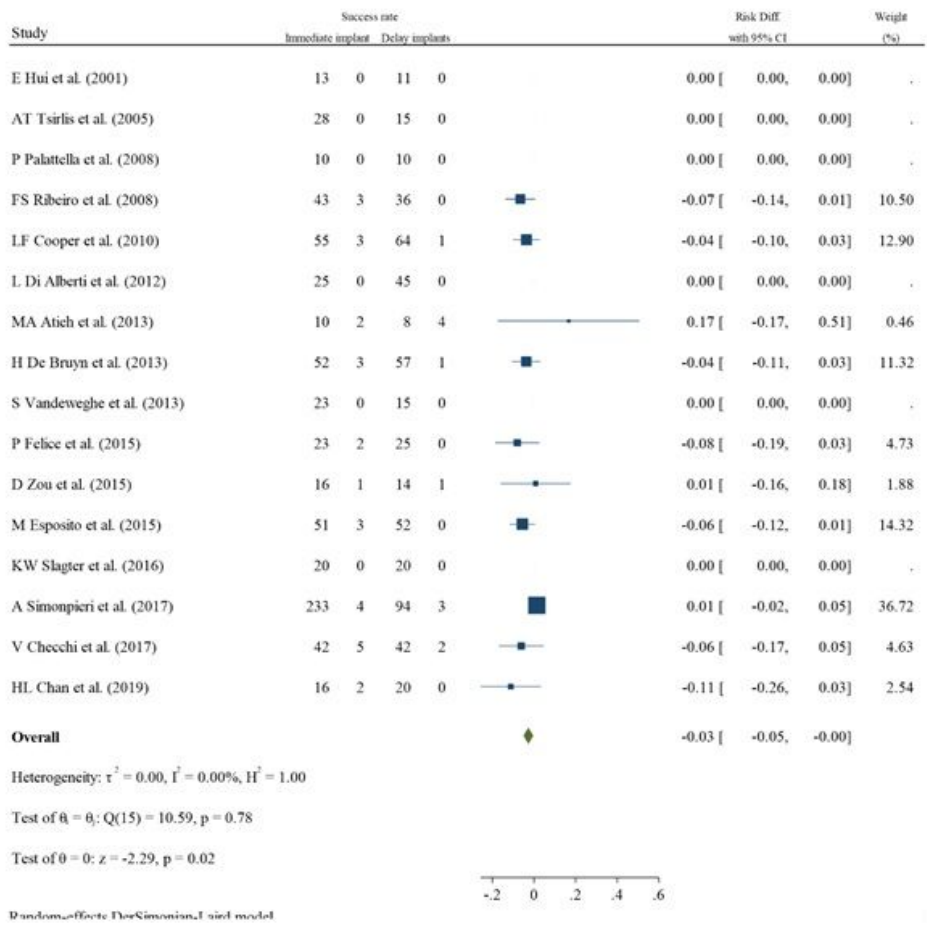 Success rate Risk Diff. Weight
Study Immediate implant Delay implants with 95% CI (%)
E Hui et al. (2001) 13 0 11 0 0.00 [ 0.00, 0.00] .
AT Tsirlis et al. (2005) 28 0 15 0 0.00 [ 0.00, 0.00] .
P Palattella et al. (2008) 10 0 10 0 0.00 [ 0.00, 0.00] .
FS Ribeiro et al. (2008) 43 3 36 0 -0.07 [ -0.14, 0.01] 10.50
LF Cooper et al. (2010) 55 3 64 1 -0.04 [ -0.10, 0.03] 12.90
L Di Alberti et al. (2012) 25 0 45 0 0.00 [ 0.00, 0.00] .
MA Atieh et al. (2013) 10 2 8 4 0.17 [ -0.17, 0.51] 0.46
H De Bruyn et al. (2013) 52 3 57 1 -0.04 [ -0.11, 0.03] 11.32
S Vandeweghe et al. (2013) 23 0 15 0 0.00 [ 0.00, 0.00] .
P Felice et al. (2015) 23 2 25 0 -0.08 [ -0.19, 0.03] 4.73
D Zou et al. (2015) 16 1 14 1 0.01 [ -0.16, 0.18] 1.88
M Esposito et al. (2015) 51 3 52 0 -0.06 [ -0.12, 0.01] 14.32
KW Slagter et al. (2016) 20 0 20 0 0.00 [ 0.00, 0.00] .
A Simonpieri et al. (2017) 233 4 94 3 0.01 [ -0.02, 0.05] 36.72
V Checchi et al. (2017) 42 5 42 2 -0.06 [ -0.17, 0.05] 4.63
HL Chan et al. (2019) 16 2 20 0 -0.11 [ -0.26, 0.03] 2.54
Overall -0.03 [ -0.05, -0.00]
Heterogeneity: τ² = 0.00, I² = 0.00%, H² = 1.00
Test of θᵢ = θⱼ: Q(15) = 10.59, p = 0.78
Test of θ = 0: z = -2.29, p = 0.02
-.2 0 .2 .4 .6
Random-effects DerSimonian-Laird model